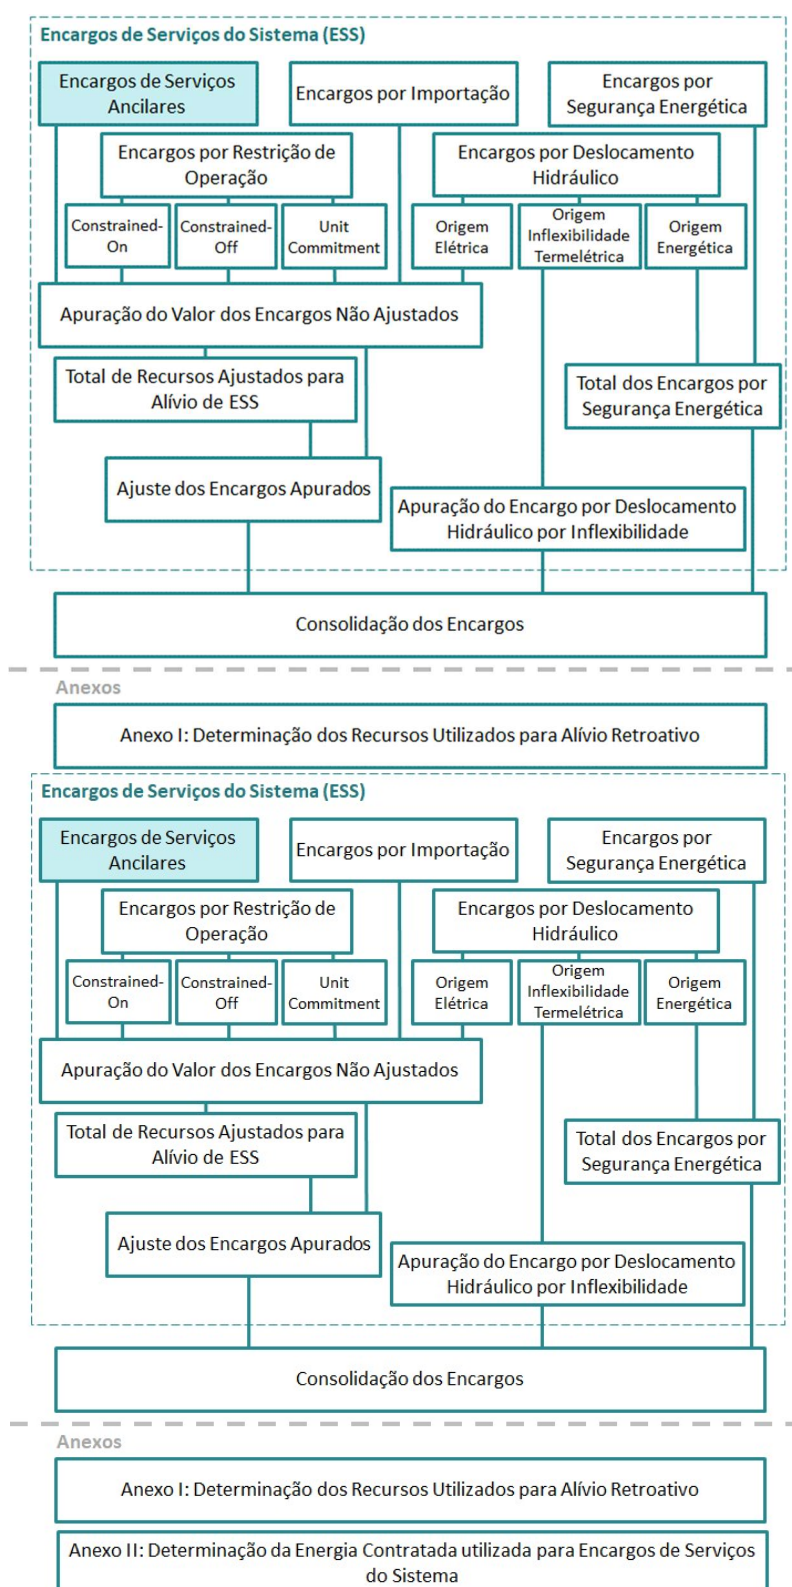 Encargos de Serviços do Sistema (ESS)
Encargos de Serviços
Ancilares
Encargos por Importação
Encargos por
Segurança Energética
Encargos por Restrição de
Operação
Encargos por Deslocamento
Hidráulico
Constrained-
On
Constrained-
Off
Unit
Commitment
Origem
Elétrica
Origem
Inflexibilidade
Termelétrica
Origem
Energética
Apuração do Valor dos Encargos Não Ajustados
Total de Recursos Ajustados para
Alívio de ESS
Total dos Encargos por
Segurança Energética
Ajuste dos Encargos Apurados
Apuração do Encargo por Deslocamento
Hidráulico por Inflexibilidade
Consolidação dos Encargos
Anexos
Anexo I: Determinação dos Recursos Utilizados para Alívio Retroativo
Encargos de Serviços do Sistema (ESS)
Encargos de Serviços
Ancilares
Encargos por Importação
Encargos por
Segurança Energética
Encargos por Restrição de
Operação
Encargos por Deslocamento
Hidráulico
Constrained-
On
Constrained-
Off
Unit
Commitment
Origem
Elétrica
Origem
Inflexibilidade
Termelétrica
Origem
Energética
Apuração do Valor dos Encargos Não Ajustados
Total de Recursos Ajustados para
Alívio de ESS
Total dos Encargos por
Segurança Energética
Ajuste dos Encargos Apurados
Apuração do Encargo por Deslocamento
Hidráulico por Inflexibilidade
Consolidação dos Encargos
Anexos
Anexo I: Determinação dos Recursos Utilizados para Alívio Retroativo
Anexo II: Determinação da Energia Contratada utilizada para Encargos de Serviços
do Sistema